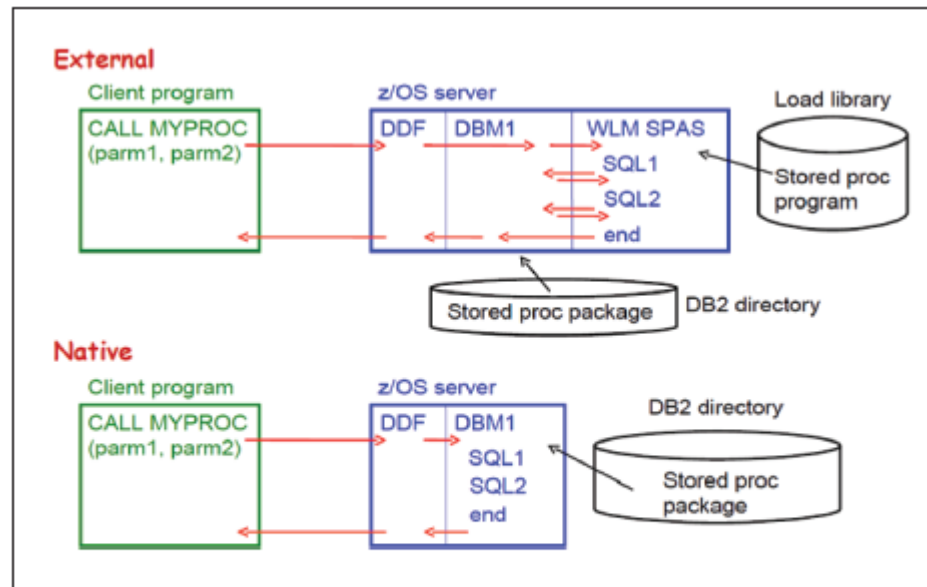 External
Client program
CALL MYPROC
(parm1, parm2)
z/OS server
DDF
DBM1
WLM SPAS
SQL1
SQL2
end
Load library
Stored proc
program
Stored proc package
DB2 directory
Native
Client program
CALL MYPROC
(parm1, parm2)
z/OS server
DDF
DBM1
SQL1
SQL2
end
DB2 directory
Stored proc
package